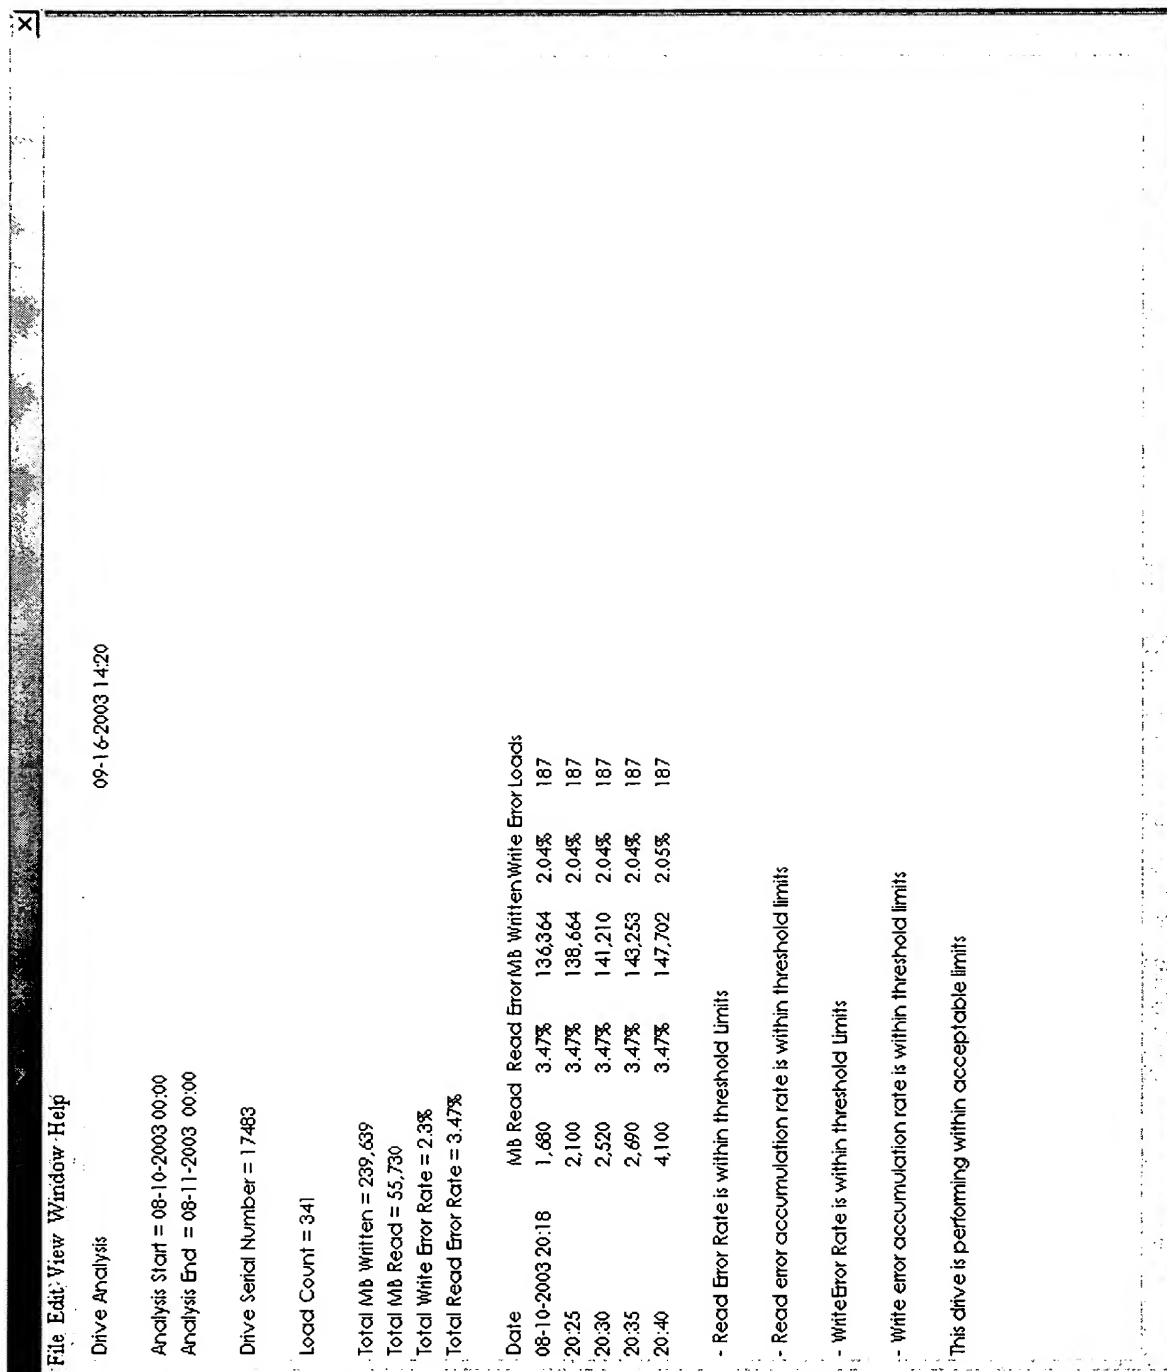 File Edit View Window Help
Drive Analysis 09-16-2003 14:20
Analysis Start = 08-10-2003 00:00
Analysis End = 08-11-2003 00:00
Drive Serial Number = 17483
Load Count = 341
Total MB Written = 239,639
Total MB Read = 55,730
Total Write Error Rate = 2.3%
Total Read Error Rate = 3.47%
Date MB Read Read Error MB Written Write Error Loads
08-10-2003 20:18 1,680 3.47% 136,364 2.04% 187
20:25 2,100 3.47% 138,664 2.04% 187
20:30 2,520 3.47% 141,210 2.04% 187
20:35 2,690 3.47% 143,253 2.04% 187
20:40 4,100 3.47% 147,702 2.05% 187
- Read Error Rate is within threshold Limits
- Read error accumulation rate is within threshold limits
- WriteError Rate is within threshold Limits
- Write error accumulation rate is within threshold limits
This drive is performing within acceptable limits